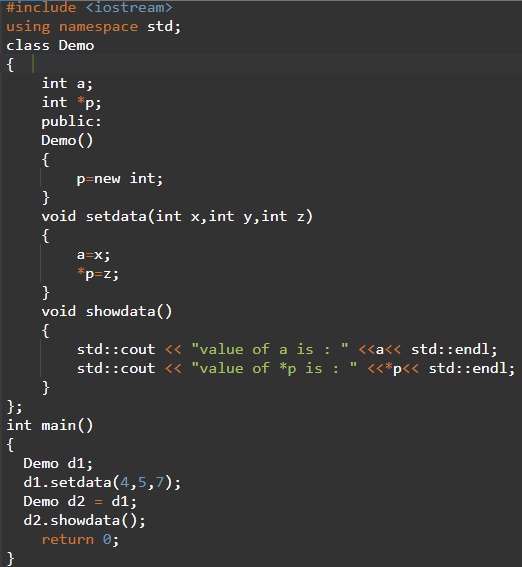 #include <iostream>
using namespace std;
class Demo
{
    int a;
    int *p;
    public:
    Demo()
    {
        p=new int;
    }
    void setdata(int x,int y,int z)
    {
        a=x;
        *p=z;
    }
    void showdata()
    {
        std::cout << "value of a is : " <<a<< std::endl;
        std::cout << "value of *p is : " <<*p<< std::endl;
    }
};
int main()
{
  Demo d1;
  d1.setdata(4,5,7);
  Demo d2 = d1;
  d2.showdata();
    return 0;
}